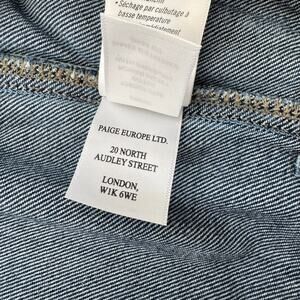 • Séchage par culbutage à
basse température
PAIGE EUROPE LTD.
20 NORTH
AUDLEY STREET
LONDON,
W1K 6WE